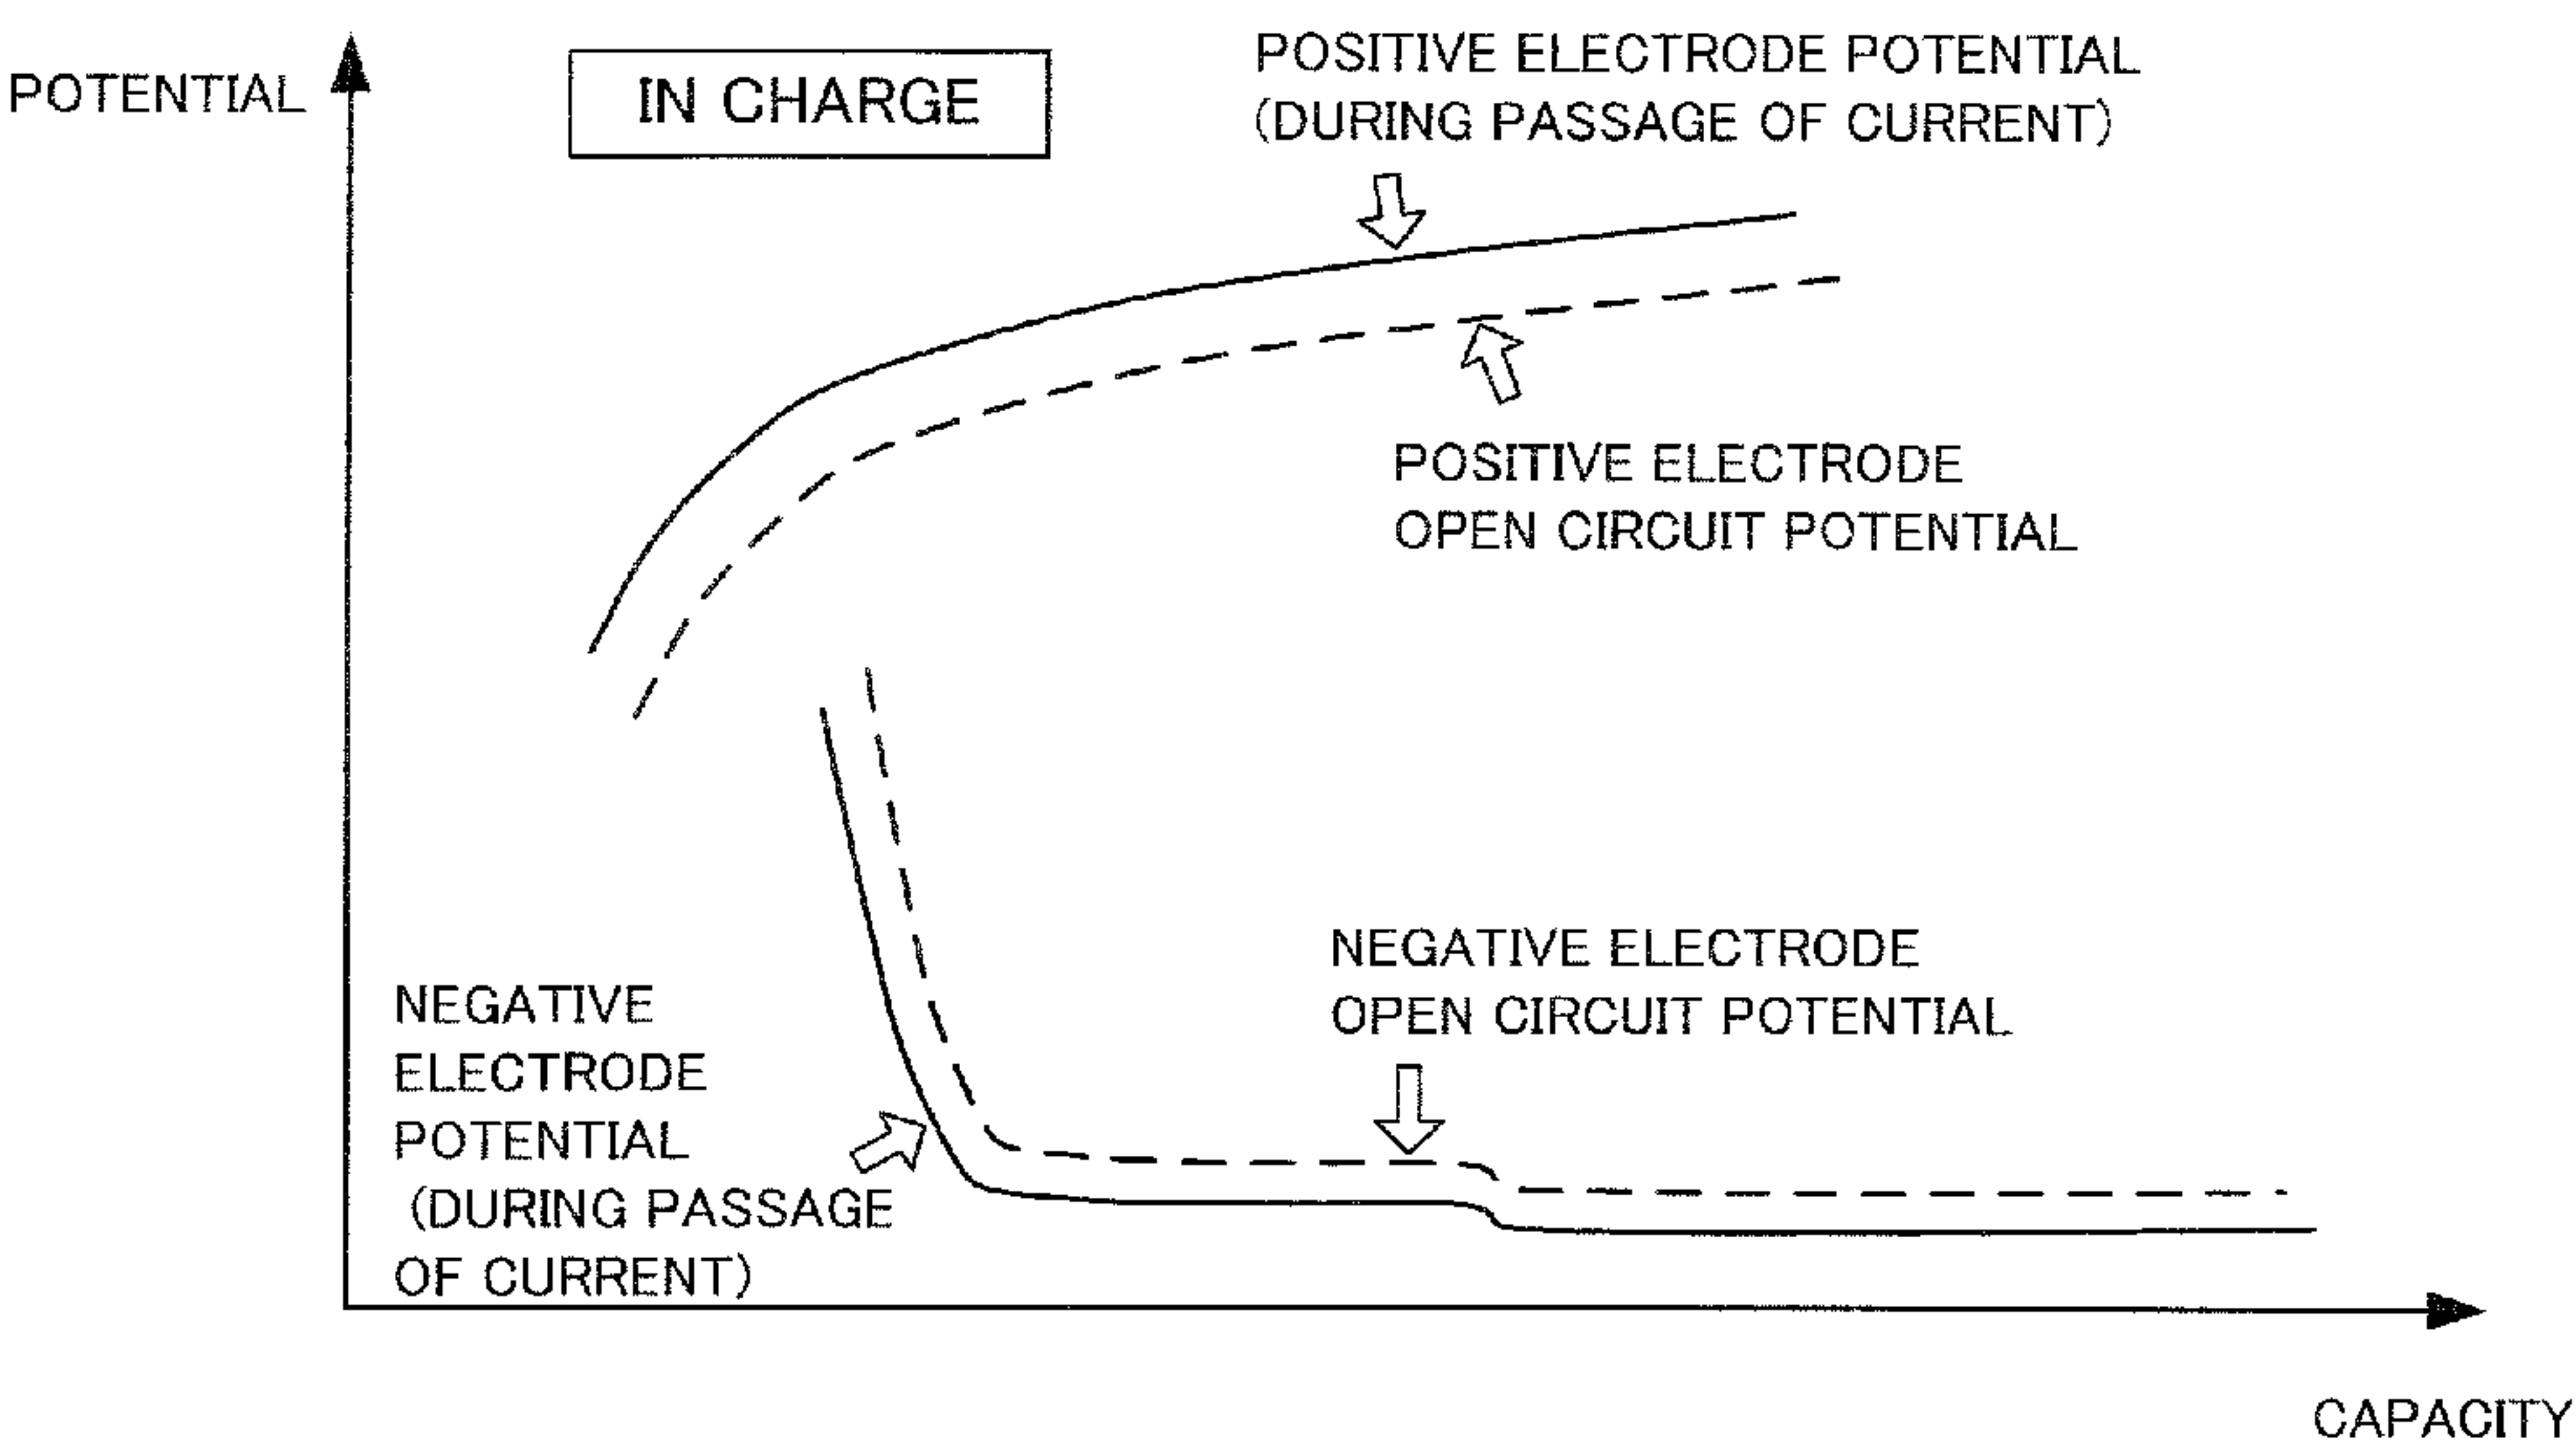 POTENTIAL
IN CHARGE
POSITIVE ELECTRODE POTENTIAL
(DURING PASSAGE OF CURRENT)
POSITIVE ELECTRODE
OPEN CIRCUIT POTENTIAL
NEGATIVE ELECTRODE
OPEN CIRCUIT POTENTIAL
NEGATIVE
ELECTRODE
POTENTIAL
(DURING PASSAGE
OF CURRENT)
CAPACITY